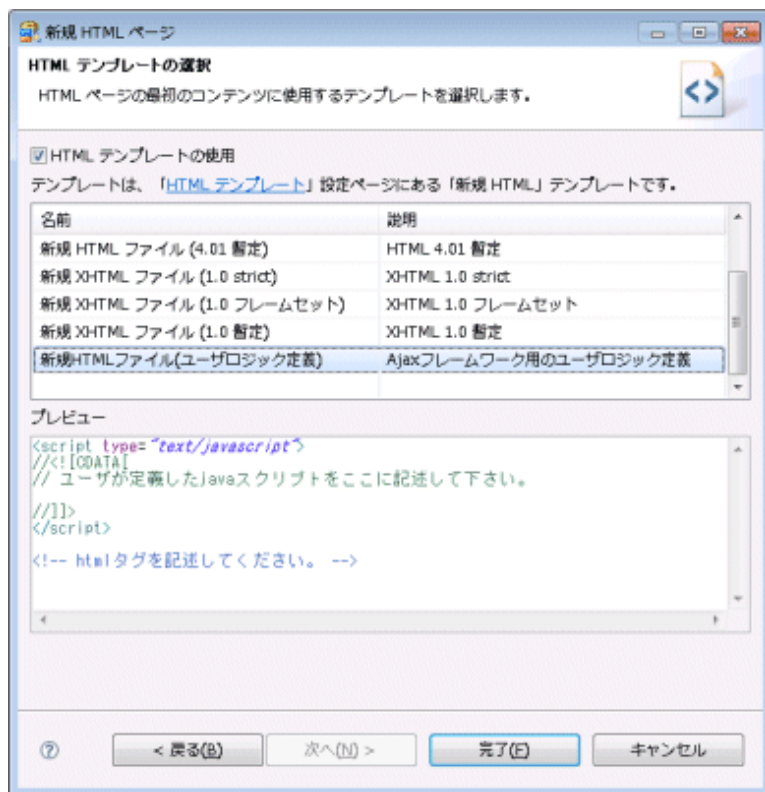 新規 HTML ページ
HTML テンプレートの選択
HTML ページの最初のコンテンツに使用するテンプレートを選択します。
HTML テンプレートの使用
テンプレートは、「HTML テンプレート」設定ページにある「新規 HTML」テンプレートです。
名前 説明
新規 HTML ファイル (4.01 暫定) HTML 4.01 暫定
新規 XHTML ファイル (1.0 strict) XHTML 1.0 strict
新規 XHTML ファイル (1.0 フレームセット) XHTML 1.0 フレームセット
新規 XHTML ファイル (1.0 暫定) XHTML 1.0 暫定
新規HTMLファイル(ユーザロジック定義) Ajaxフレームワーク用のユーザロジック定義
プレビュー
<script type="text/javascript">
//<![CDATA[
// ユーザが定義したJavaスクリプトをここに記述して下さい。
//]]>
</script>
<!-- htmlタグを記述してください。 -->
< 戻る(B) 次へ(N) > 完了(F) キャンセル